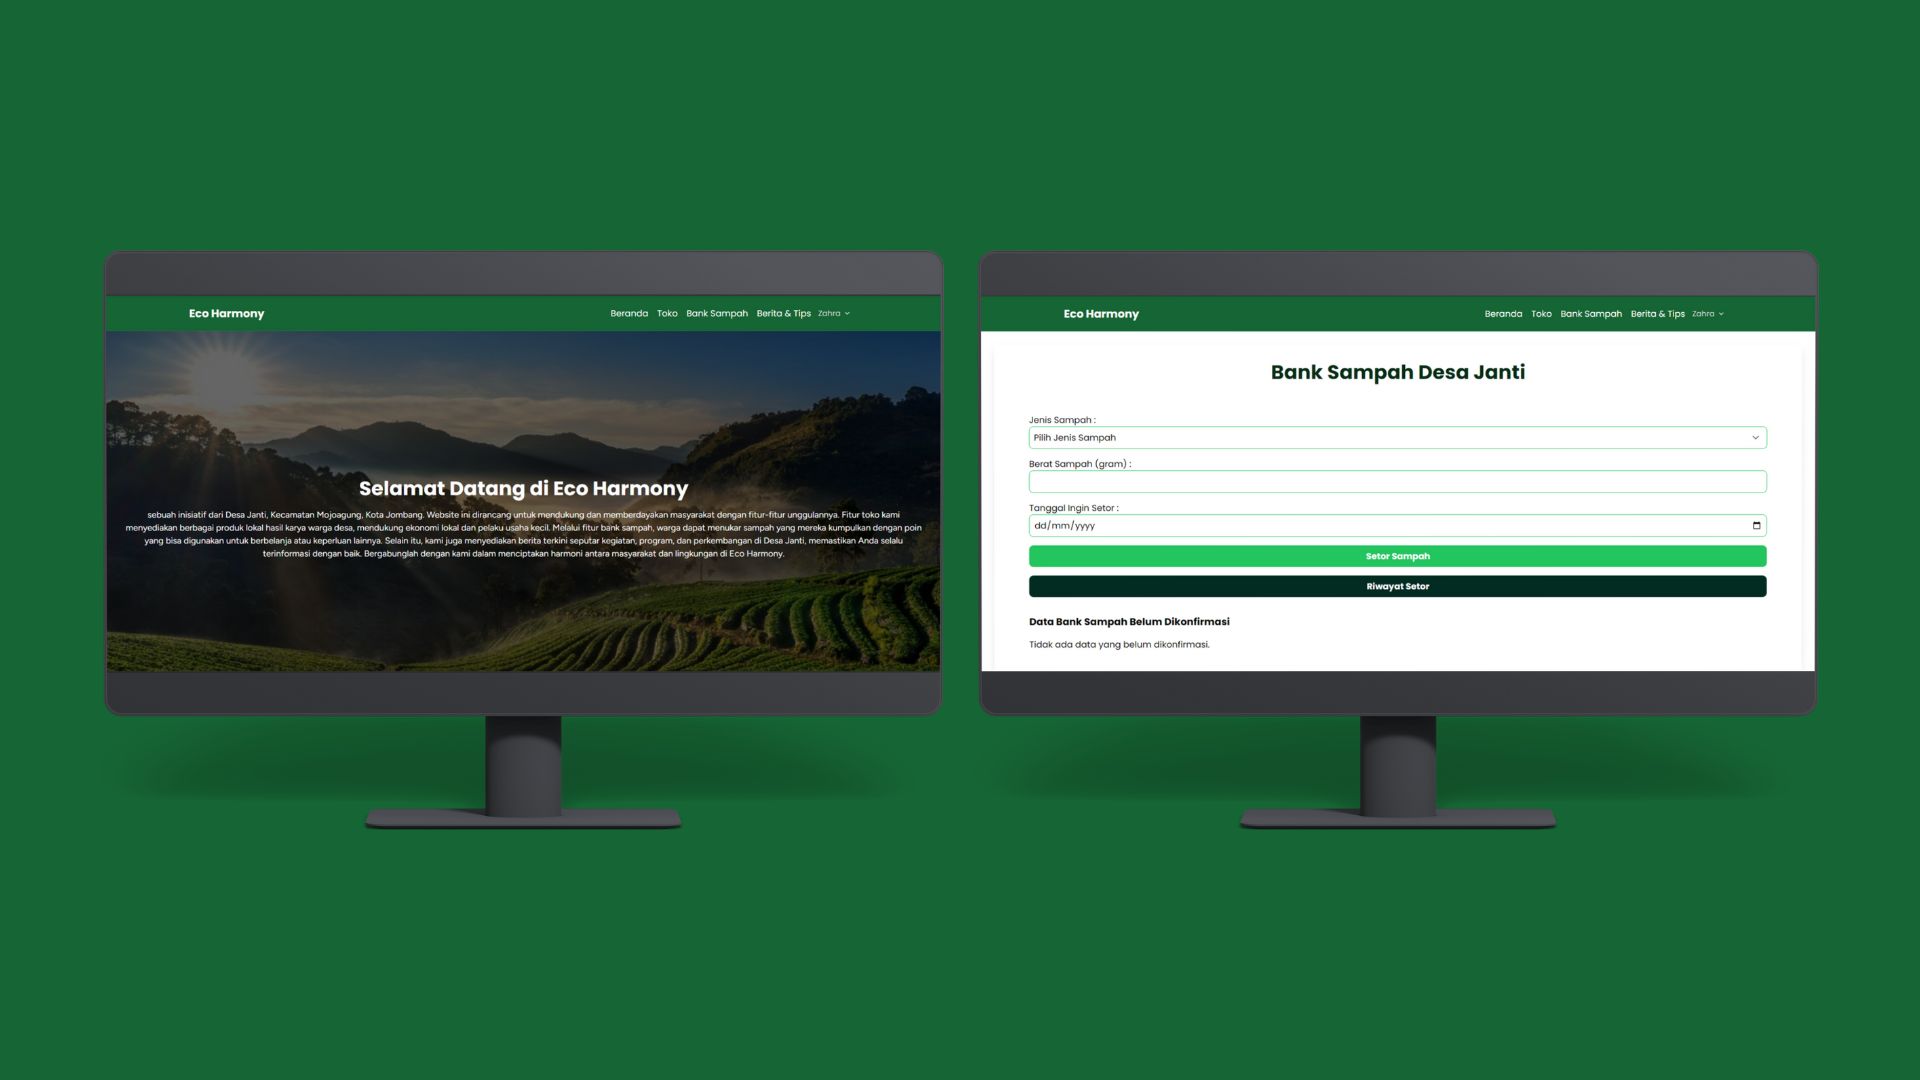 Eco Harmony
Beranda Toko Bank Sampah Berita & Tips Zahra
Selamat Datang di Eco Harmony
sebuah inisiatif dari Desa Janti, Kecamatan Mojoagung, Kota Jombang. Website ini dirancang untuk mendukung dan memberdayakan masyarakat dengan fitur-fitur unggulannya. Fitur toko kami
menyediakan berbagai produk lokal hasil karya warga desa, mendukung ekonomi lokal dan pelaku usaha kecil. Melalui fitur bank sampah, warga dapat menukar sampah yang mereka kumpulkan dengan poin
yang bisa digunakan untuk berbelanja atau keperluan lainnya. Selain itu, kami juga menyediakan berita terkini seputar kegiatan, program, dan perkembangan di Desa Janti, memastikan Anda selalu
terinformasi dengan baik. Bergabunglah dengan kami dalam menciptakan harmoni antara masyarakat dan lingkungan di Eco Harmony.
Eco Harmony
Beranda Toko Bank Sampah Berita & Tips Zahra
Bank Sampah Desa Janti
Jenis Sampah :
Pilih Jenis Sampah
Berat Sampah (gram) :
Tanggal Ingin Setor :
dd/mm/yyyy
Setor Sampah
Riwayat Setor
Data Bank Sampah Belum Dikonfirmasi
Tidak ada data yang belum dikonfirmasi.